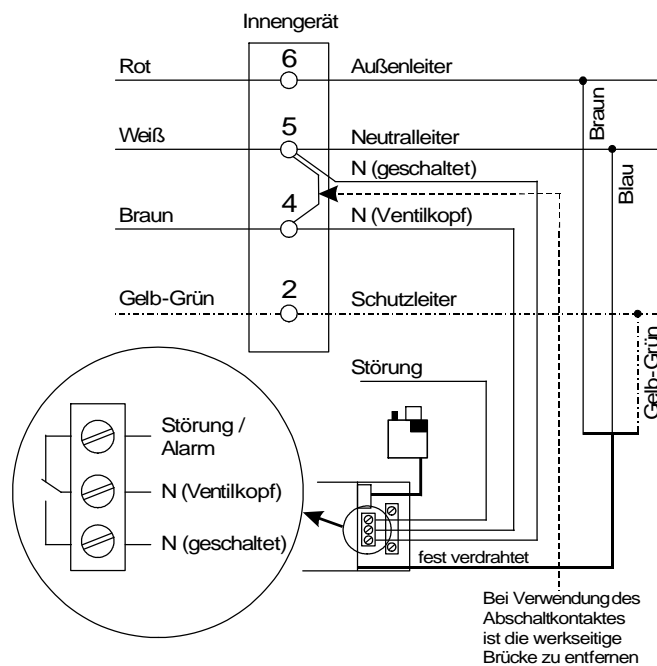 Innengerät
Rot
6
Außenleiter
Braun
Weiß
5
Neutralleiter
N (geschaltet)
Blau
Braun
4
N (Ventilkopf)
Gelb-Grün
2
Schutzleiter
Gelb-Grün
Störung
Störung /
Alarm
N (Ventilkopf)
N (geschaltet)
fest verdrahtet
Bei Verwendung des
Abschaltkontaktes
ist die werkseitige
Brücke zu entfernen